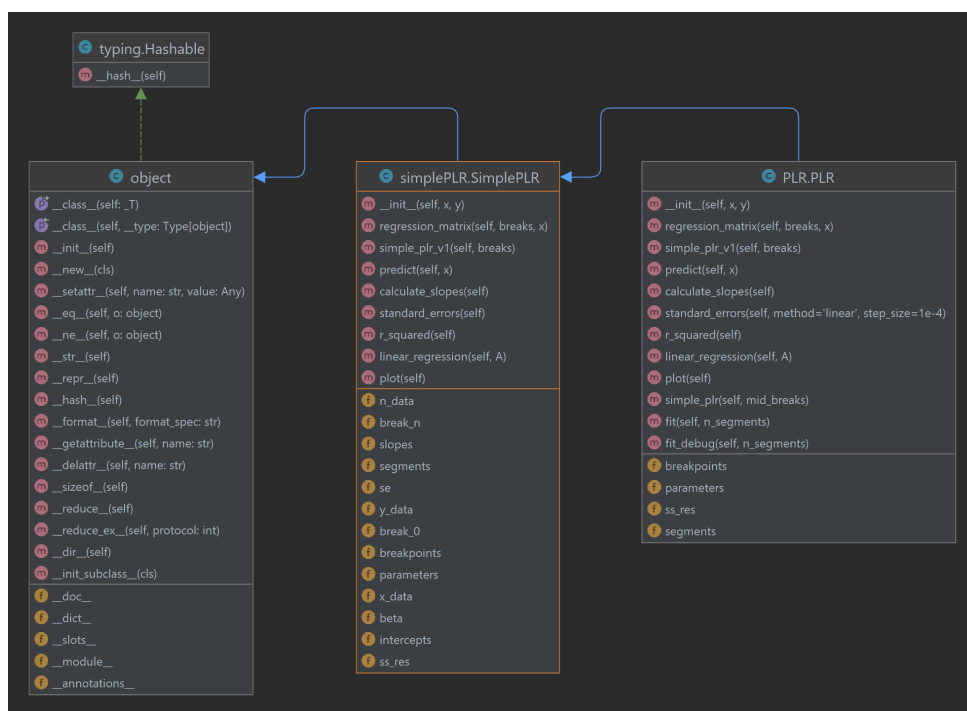 typing.Hashable
__hash__(self)
object
__class__(self: _T)
__class__(self, __type: Type[object])
__init__(self)
__new__(cls)
__setattr__(self, name: str, value: Any)
__eq__(self, o: object)
__ne__(self, o: object)
__str__(self)
__repr__(self)
__hash__(self)
__format__(self, format_spec: str)
__getattribute__(self, name: str)
__delattr__(self, name: str)
__sizeof__(self)
__reduce__(self)
__reduce_ex__(self, protocol: int)
__dir__(self)
__init_subclass__(cls)
__doc__
__dict__
__slots__
__module__
__annotations__
simplePLR.SimplePLR
__init__(self, x, y)
regression_matrix(self, breaks, x)
simple_plr_v1(self, breaks)
predict(self, x)
calculate_slopes(self)
standard_errors(self)
r_squared(self)
linear_regression(self, A)
plot(self)
n_data
break_n
slopes
segments
se
y_data
break_0
breakpoints
parameters
x_data
beta
intercepts
ss_res
PLR.PLR
__init__(self, x, y)
regression_matrix(self, breaks, x)
simple_plr_v1(self, breaks)
predict(self, x)
calculate_slopes(self)
standard_errors(self, method='linear', step_size=1e-4)
r_squared(self)
linear_regression(self, A)
plot(self)
simple_plr(self, mid_breaks)
fit(self, n_segments)
fit_debug(self, n_segments)
breakpoints
parameters
ss_res
segments